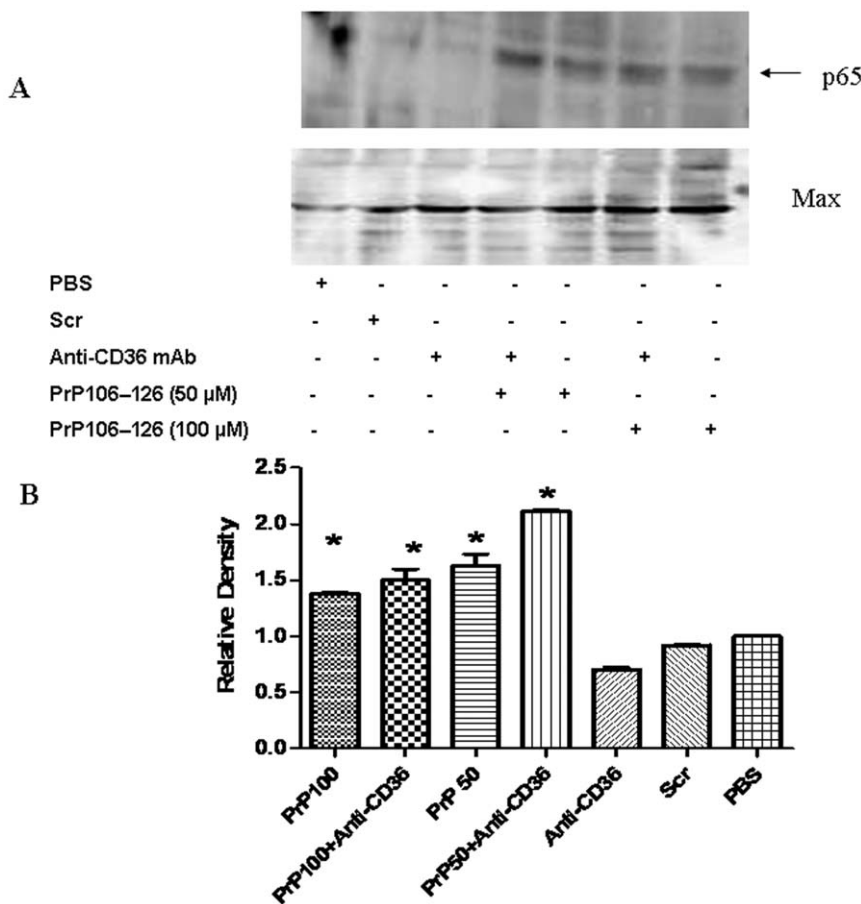 A
p65
Max
PBS + - - - - - -
Scr - + - - - - -
Anti-CD36 mAb - - + + - + -
PrP106–126 (50 µM) - - - + + - -
PrP106–126 (100 µM) - - - - - + +
B
2.5
2.0
1.5
1.0
0.5
0.0
Relative Density
* * * *
PrP100
PrP100+Anti-CD36
PrP 50
PrP50+Anti-CD36
Anti-CD36
Scr
PBS